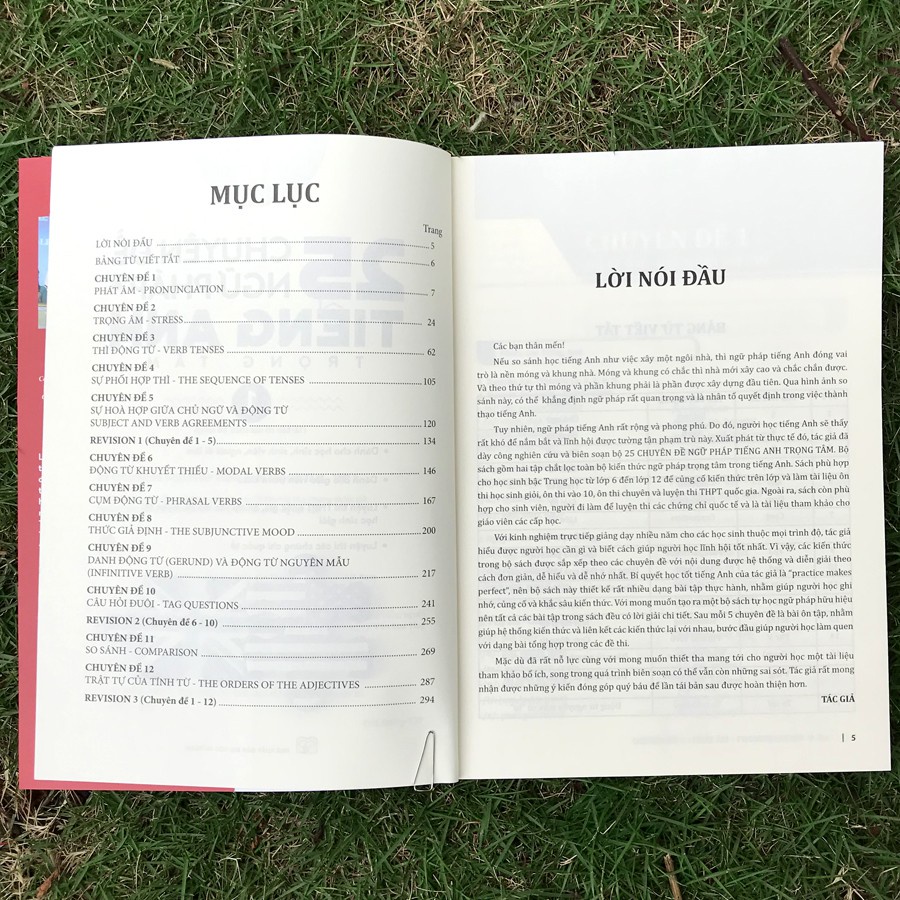 MỤC LỤC
Trang
LỜI NÓI ĐẦU ........ 5
BẢNG TỪ VIẾT TẮT ........ 6
CHUYÊN ĐỀ 1
PHÁT ÂM - PRONUNCIATION ........ 7
CHUYÊN ĐỀ 2
TRỌNG ÂM - STRESS ........ 24
CHUYÊN ĐỀ 3
THÌ ĐỘNG TỪ - VERB TENSES ........ 62
CHUYÊN ĐỀ 4
SỰ PHỐI HỢP THÌ - THE SEQUENCE OF TENSES ........ 105
CHUYÊN ĐỀ 5
SỰ HOÀ HỢP GIỮA CHỦ NGỮ VÀ ĐỘNG TỪ
SUBJECT AND VERB AGREEMENTS ........ 120
REVISION 1 (Chuyên đề 1 - 5) ........ 134
CHUYÊN ĐỀ 6
ĐỘNG TỪ KHUYẾT THIẾU - MODAL VERBS ........ 146
CHUYÊN ĐỀ 7
CỤM ĐỘNG TỪ - PHRASAL VERBS ........ 167
CHUYÊN ĐỀ 8
THỨC GIẢ ĐỊNH - THE SUBJUNCTIVE MOOD ........ 200
CHUYÊN ĐỀ 9
DANH ĐỘNG TỪ (GERUND) VÀ ĐỘNG TỪ NGUYÊN MẪU
(INFINITIVE VERB) ........ 217
CHUYÊN ĐỀ 10
CÂU HỎI ĐUÔI - TAG QUESTIONS ........ 241
REVISION 2 (Chuyên đề 6 - 10) ........ 255
CHUYÊN ĐỀ 11
SO SÁNH - COMPARISON ........ 269
CHUYÊN ĐỀ 12
TRẬT TỰ CỦA TÍNH TỪ - THE ORDERS OF THE ADJECTIVES ........ 287
REVISION 3 (Chuyên đề 1 - 12) ........ 294
LỜI NÓI ĐẦU
Các bạn thân mến!
Nếu so sánh học tiếng Anh như việc xây một ngôi nhà, thì ngữ pháp tiếng Anh đóng vai
trò là nền móng và khung nhà. Móng và khung có chắc thì nhà mới xây cao và chắc chắn được.
Và theo thứ tự thì móng và phần khung phải là phần được xây dựng đầu tiên. Qua hình ảnh so
sánh này, có thể khẳng định ngữ pháp rất quan trọng và là nhân tố quyết định trong việc thành
thạo tiếng Anh.
Tuy nhiên, ngữ pháp tiếng Anh rất rộng và phong phú. Do đó, người học tiếng Anh sẽ thấy
rất khó để nắm bắt và lĩnh hội được tường tận phạm trù này. Xuất phát từ thực tế đó, tác giả đã
dày công nghiên cứu và biên soạn bộ 25 CHUYÊN ĐỀ NGỮ PHÁP TIẾNG ANH TRỌNG TÂM. Bộ
sách gồm hai tập chắt lọc toàn bộ kiến thức ngữ pháp trọng tâm trong tiếng Anh. Sách phù hợp
cho học sinh bậc Trung học từ lớp 6 đến lớp 12 để củng cố kiến thức trên lớp và làm tài liệu ôn
thi học sinh giỏi, ôn thi vào 10, ôn thi chuyên và luyện thi THPT quốc gia. Ngoài ra, sách còn phù
hợp cho sinh viên, người đi làm để luyện thi các chứng chỉ quốc tế và là tài liệu tham khảo cho
giáo viên các cấp học.
Với kinh nghiệm trực tiếp giảng dạy nhiều năm cho các học sinh thuộc mọi trình độ, tác giả
hiểu được người học cần gì và biết cách giúp người học lĩnh hội tốt nhất. Vì vậy, các kiến thức
trong bộ sách được sắp xếp theo các chuyên đề với nội dung được hệ thống và diễn giải theo
cách đơn giản, dễ hiểu và dễ nhớ nhất. Bí quyết học tốt tiếng Anh của tác giả là "practice makes
perfect", nên bộ sách này thiết kế rất nhiều dạng bài tập thực hành, nhằm giúp người học ghi
nhớ, củng cố và khắc sâu kiến thức. Với mong muốn tạo ra một bộ sách tự học ngữ pháp hữu hiệu
nên tất cả các bài tập trong sách đều có lời giải chi tiết. Sau mỗi 5 chuyên đề là bài ôn tập, nhằm
giúp hệ thống kiến thức và liên kết các kiến thức lại với nhau, bước đầu giúp người học làm quen
với dạng bài tổng hợp trong các đề thi.
Mặc dù đã rất nỗ lực cùng với mong muốn thiết tha mang tới cho người học một tài liệu
tham khảo bổ ích, song trong quá trình biên soạn có thể vẫn còn những sai sót. Tác giả rất mong
nhận được những ý kiến đóng góp quý báu để lần tái bản sau được hoàn thiện hơn.
TÁC GIẢ
| 5